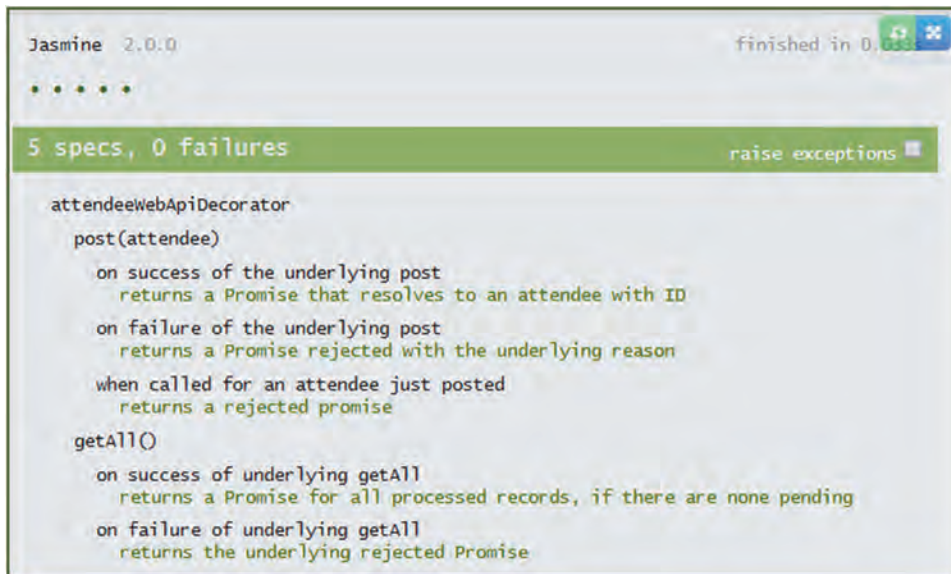 Jasmine 2.0.0 finished in 0.
• • • • •
5 specs, 0 failures raise exceptions
attendeeWebApiDecorator
post(attendee)
on success of the underlying post
returns a Promise that resolves to an attendee with ID
on failure of the underlying post
returns a Promise rejected with the underlying reason
when called for an attendee just posted
returns a rejected promise
getAll()
on success of underlying getAll
returns a Promise for all processed records, if there are none pending
on failure of underlying getAll
returns the underlying rejected Promise